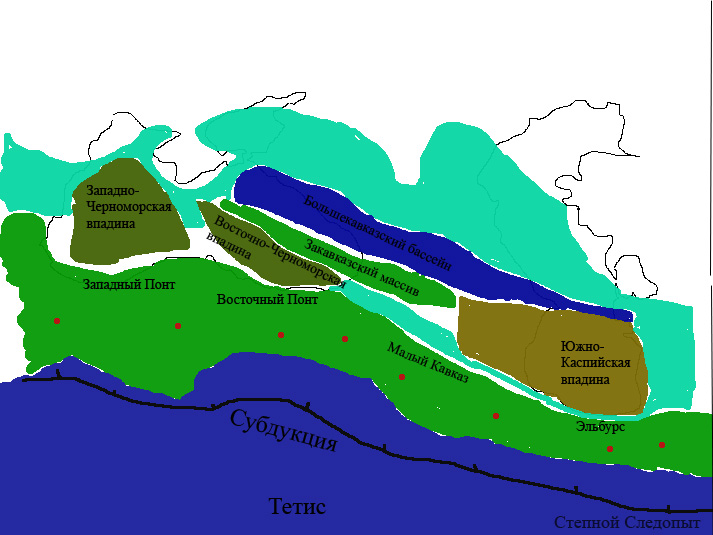 Западно-
Черноморская
впадина
Большекавказский бассейн
Восточно-Черноморская
впадина
Закавказский массив
Западный Понт
Восточный Понт
Малый Кавказ
Южно-
Каспийская
впадина
Эльбурс
Субдукция
Тетис
Степной Следопыт